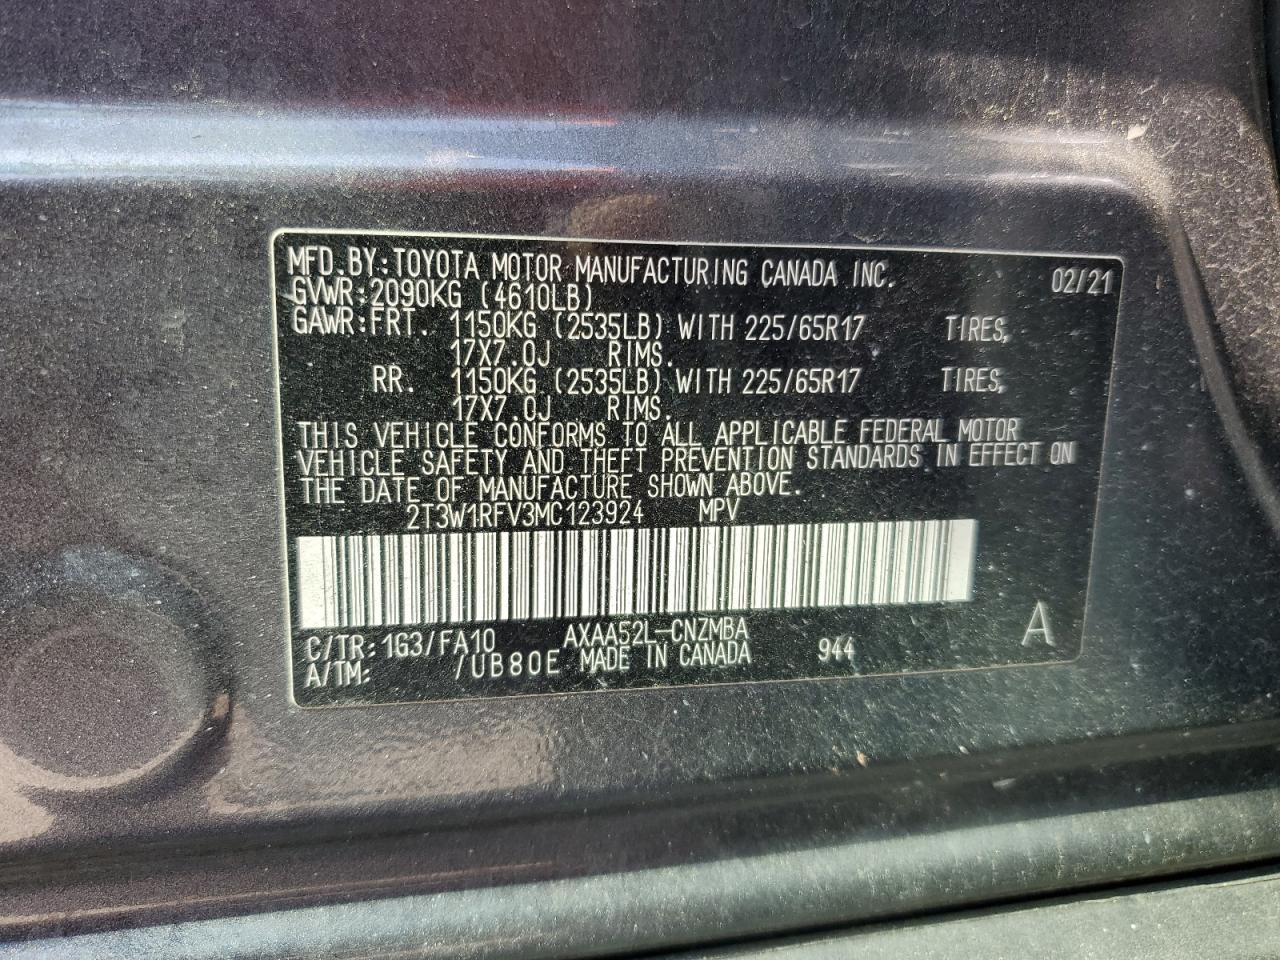 MFD.BY:TOYOTA MOTOR MANUFACTURING CANADA INC. 02/21
GVWR:2090KG (4610LB)
GAWR:FRT. 1150KG (2535LB) WITH 225/65R17 TIRES,
17X7.0J RIMS.
RR. 1150KG (2535LB) WITH 225/65R17 TIRES,
17X7.0J RIMS.
THIS VEHICLE CONFORMS TO ALL APPLICABLE FEDERAL MOTOR
VEHICLE SAFETY AND THEFT PREVENTION STANDARDS IN EFFECT ON
THE DATE OF MANUFACTURE SHOWN ABOVE.
2T3W1RFV3MC123924 MPV
C/TR:1G3/FA10 AXAA52L-CNZMBA A
A/TM: /UB80E MADE IN CANADA 944